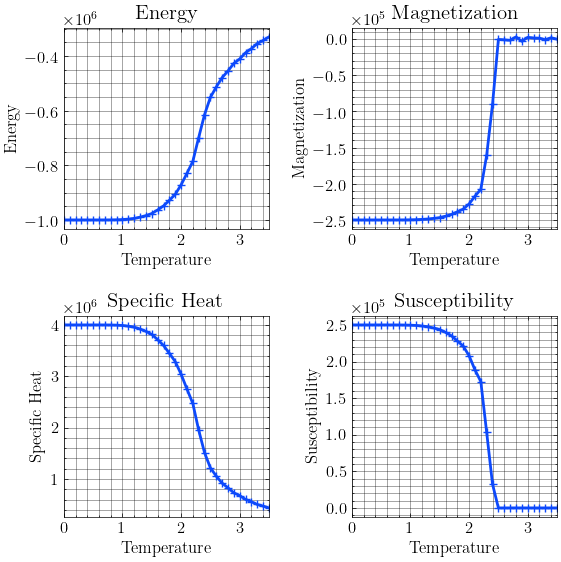 Energy
×10⁶
−0.4
−0.6
−0.8
−1.0
Energy
0 1 2 3
Temperature
Magnetization
×10⁵
0.0
−0.5
−1.0
−1.5
−2.0
−2.5
Magnetization
0 1 2 3
Temperature
Specific Heat
×10⁶
4
3
2
1
Specific Heat
0 1 2 3
Temperature
Susceptibility
×10⁵
2.5
2.0
1.5
1.0
0.5
0.0
Susceptibility
0 1 2 3
Temperature